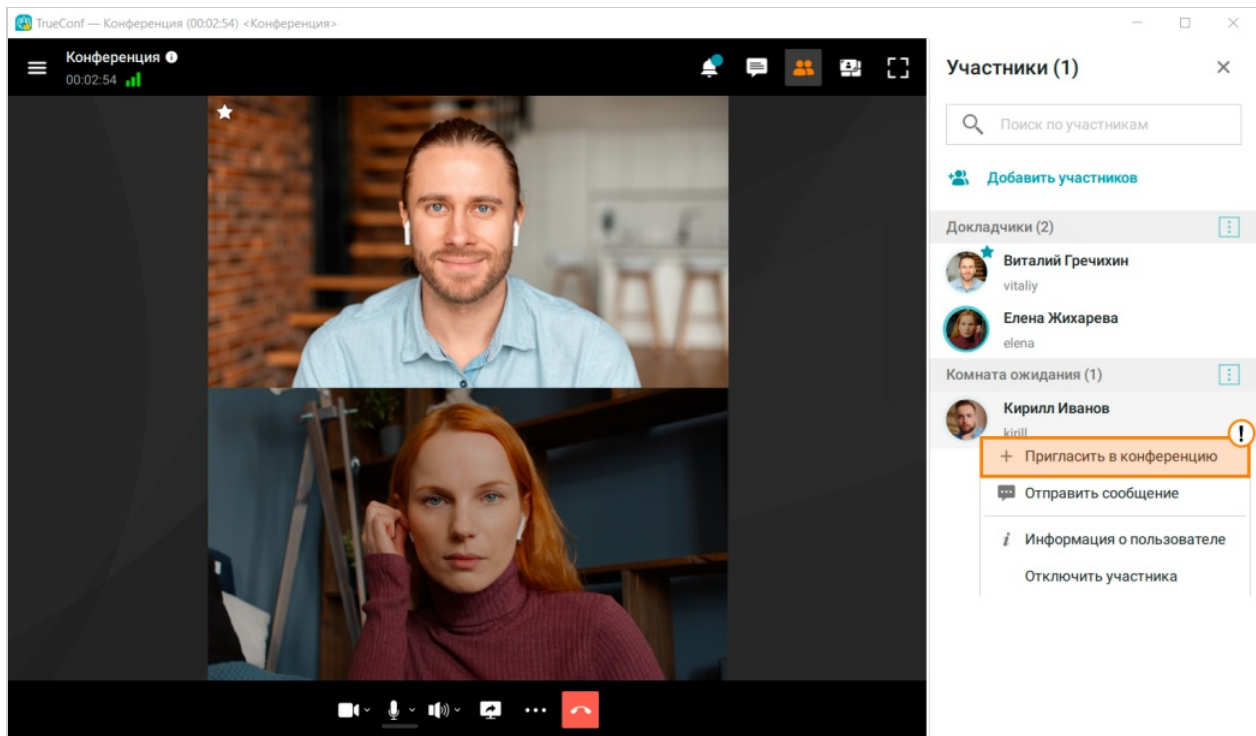 TrueConf — Конференция (00:02:54) <Конференция>
Конференция
00:02:54
Участники (1)
Поиск по участникам
Добавить участников
Докладчики (2)
Виталий Гречихин
vitaliy
Елена Жихарева
elena
Комната ожидания (1)
Кирилл Иванов
kirill
!
+ Пригласить в конференцию
Отправить сообщение
i Информация о пользователе
Отключить участника